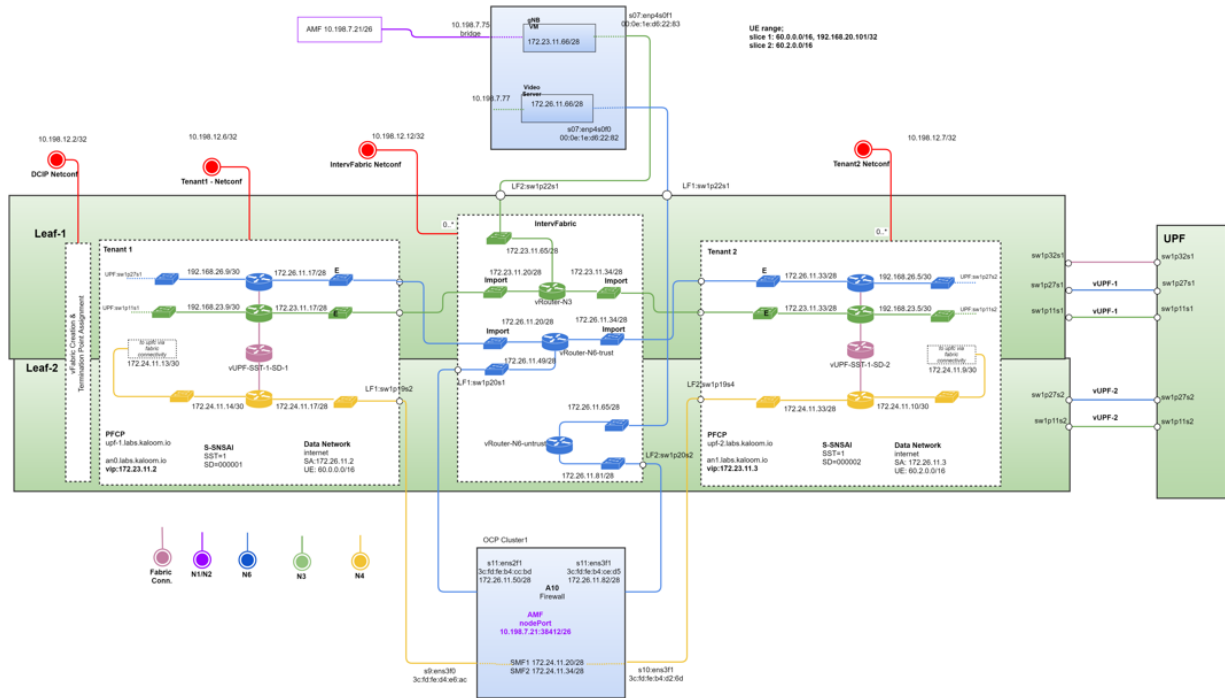 AMF 10.198.7.21/26
10.198.7.75
bridge
gNB
VM
172.23.11.66/28
s07:enp4s0f1
00:0e:1e:d6:22:83
UE range;
slice 1: 60.0.0.0/16, 192.168.20.101/32
slice 2: 60.2.0.0/16
Video
Server
10.198.7.77
172.26.11.66/28
s07:enp4s0f0
00:0e:1e:d6:22:82
10.198.12.2/32
10.198.12.6/32
10.198.12.12/32
10.198.12.7/32
DCIP Netconf
Tenant1 - Netconf
IntervFabric Netconf
Tenant2 Netconf
LF2:sw1p22s1
LF1:sw1p22s1
Leaf-1
Leaf-2
vFabric Creation &
Termination Point Assignment
Tenant 1
UPF:sw1p27s1
192.168.26.9/30
172.26.11.17/28
E
UPF:sw1p11s1
192.168.23.9/30
172.23.11.17/28
E
to upfc via
fabric
connectivity
172.24.11.13/30
vUPF-SST-1-SD-1
172.24.11.14/30
172.24.11.17/28
LF1:sw1p19s2
PFCP
upf-1.labs.kaloom.io
an0.labs.kaloom.io
vip:172.23.11.2
S-SNSAI
SST=1
SD=000001
Data Network
internet
SA:172.26.11.2
UE: 60.0.0.0/16
0..*
IntervFabric
172.23.11.65/28
172.23.11.20/28
172.23.11.34/28
Import
Import
vRouter-N3
172.26.11.20/28
172.26.11.34/28
Import
Import
172.26.11.49/28
vRouter-N6-trust
LF1:sw1p20s1
172.26.11.65/28
vRouter-N6-untrust
LF2:sw1p20s2
172.26.11.81/28
LF2:sw1p19s4
0..*
Tenant 2
E
172.26.11.33/28
192.168.26.5/30
UPF:sw1p27s2
E
172.23.11.33/28
192.168.23.5/30
UPF:sw1p11s2
vUPF-SST-1-SD-2
to upfc via
fabric
connectivity
172.24.11.9/30
172.24.11.33/28
172.24.11.10/30
PFCP
upf-2.labs.kaloom.io
an1.labs.kaloom.io
vip:172.23.11.3
S-SNSAI
SST=1
SD=000002
Data Network
internet
SA: 172.26.11.3
UE: 60.2.0.0/16
UPF
sw1p32s1
sw1p32s1
sw1p27s1
vUPF-1
sw1p27s1
sw1p11s1
vUPF-1
sw1p11s1
sw1p27s2
vUPF-2
sw1p27s2
sw1p11s2
vUPF-2
sw1p11s2
Fabric
Conn.
N1/N2
N6
N3
N4
OCP Cluster1
s11:ens2f1
3c:fd:fe:b4:cc:bd
172.26.11.50/28
s11:ens3f1
3c:fd:fe:b4:ce:d5
172.26.11.82/28
A10
Firewall
AMF
nodePort
10.198.7.21:38412/26
SMF1 172.24.11.20/28
SMF2 172.24.11.34/28
s9:ens3f0
3c:fd:fe:d4:e6:ac
s10:ens3f1
3c:fd:fe:b4:d2:6d